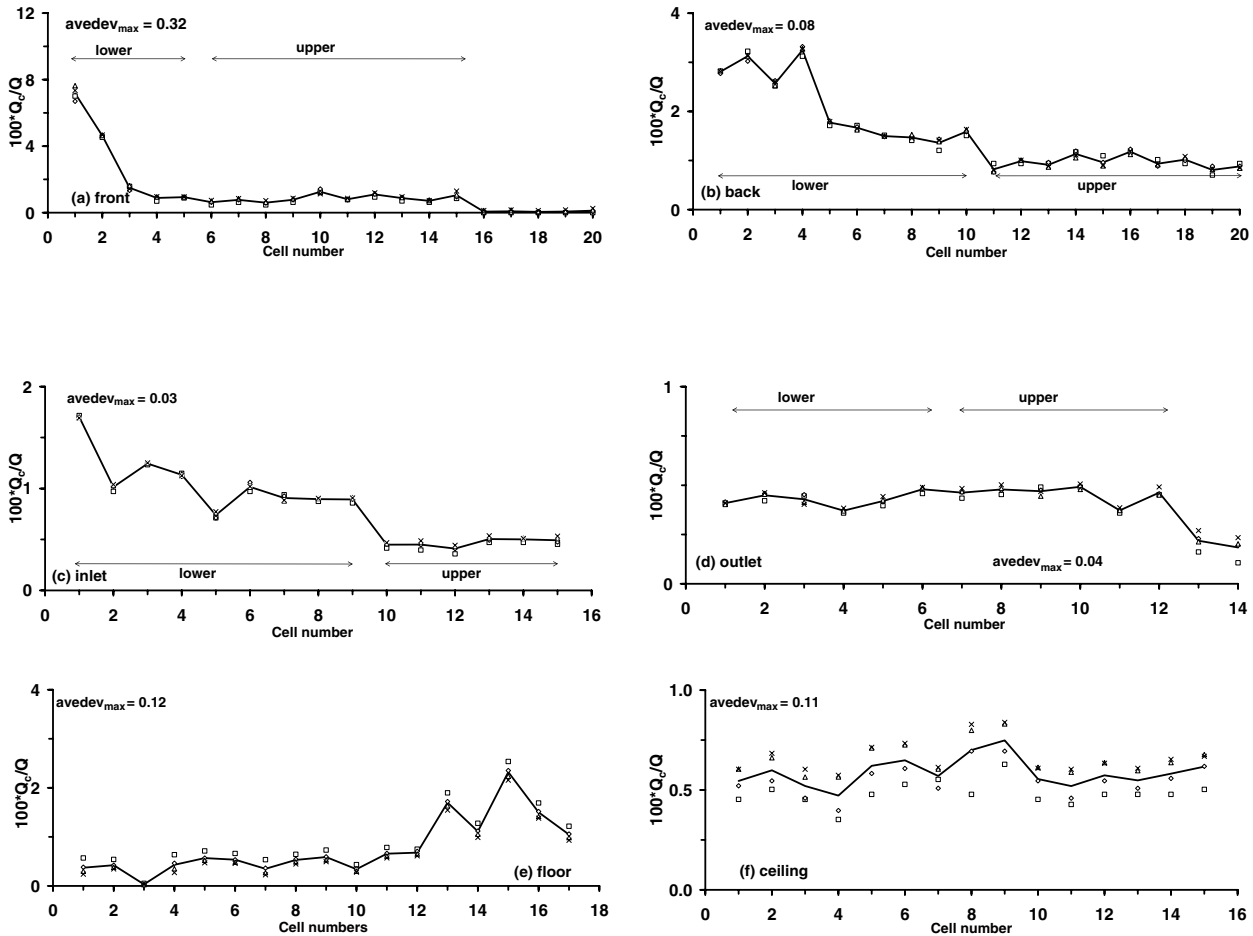 12
avedev_max = 0.32
lower
upper
8
100*Q_c/Q
4
(a) front
0
0 2 4 6 8 10 12 14 16 18 20
Cell number
4
avedev_max = 0.08
100*Q_c/Q
2
lower
upper
(b) back
0
0 2 4 6 8 10 12 14 16 18 20
Cell number
2
avedev_max = 0.03
100*Q_c/Q
1
(c) inlet
lower
upper
0
0 2 4 6 8 10 12 14 16
Cell number
1
lower
upper
100*Q_c/Q
(d) outlet
avedev_max = 0.04
0
0 2 4 6 8 10 12 14
Cell number
4
avedev_max = 0.12
100*Q_c/Q
2
(e) floor
0
0 2 4 6 8 10 12 14 16 18
Cell numbers
1.0
avedev_max = 0.11
100*Q_c/Q
0.5
(f) ceiling
0.0
0 2 4 6 8 10 12 14 16
Cell number